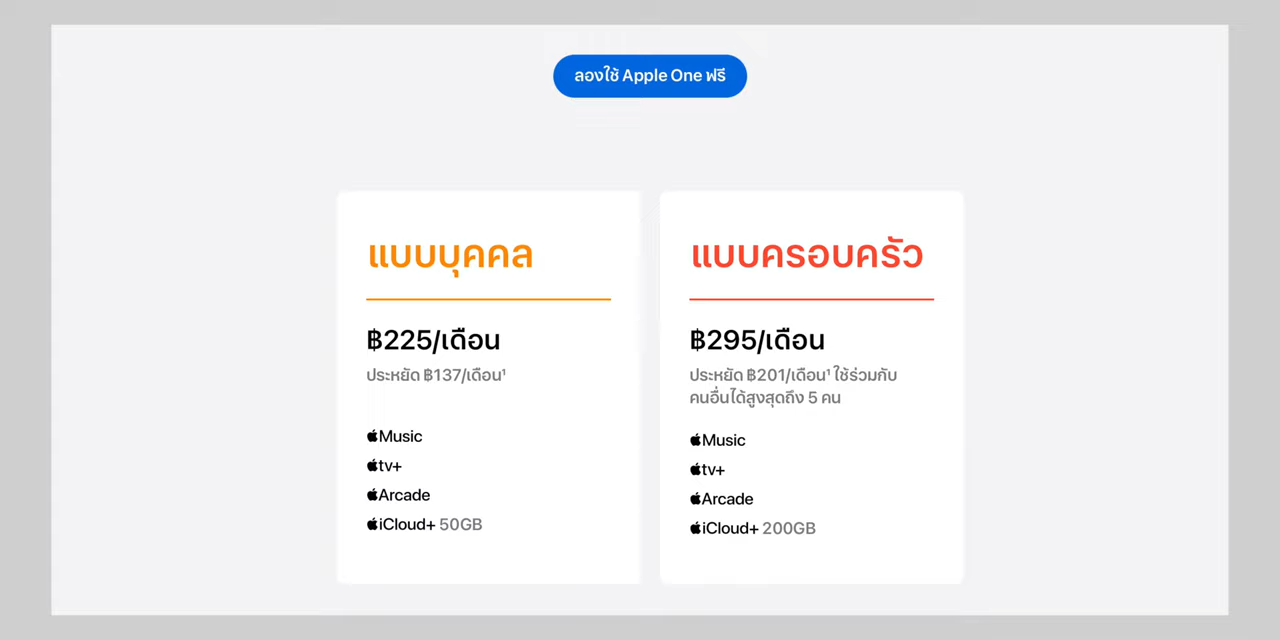 ลองใช้ Apple One ฟรี
แบบบุคคล
฿225/เดือน
ประหยัด ฿137/เดือน¹
Music
tv+
Arcade
iCloud+ 50GB
แบบครอบครัว
฿295/เดือน
ประหยัด ฿201/เดือน¹ ใช้ร่วมกับ
คนอื่นได้สูงสุดถึง 5 คน
Music
tv+
Arcade
iCloud+ 200GB